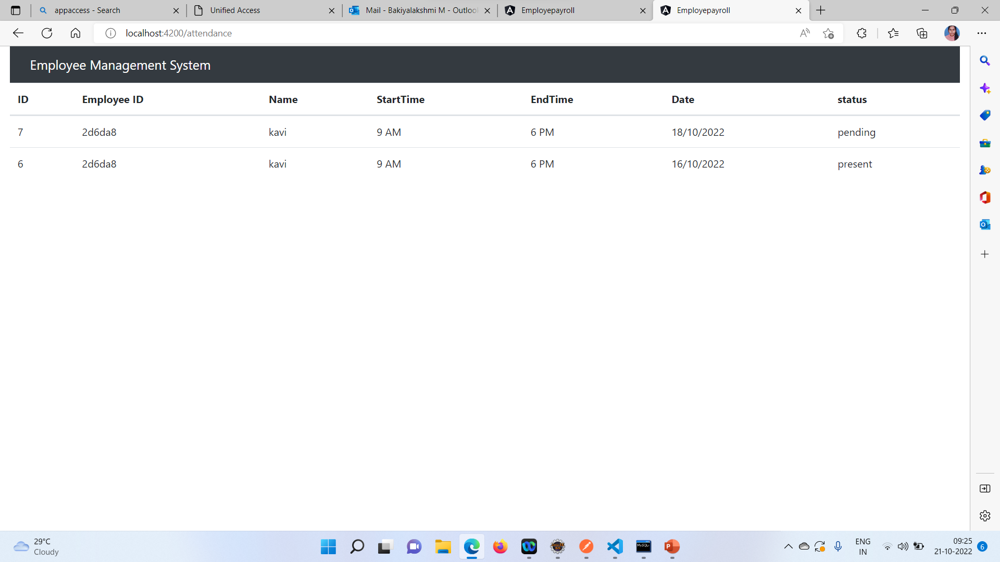 appaccess - Search
Unified Access
Mail - Bakiyalakshmi M - Outlook
Employepayroll
Employepayroll
localhost:4200/attendance
Employee Management System
ID Employee ID Name StartTime EndTime Date status
7 2d6da8 kavi 9 AM 6 PM 18/10/2022 pending
6 2d6da8 kavi 9 AM 6 PM 16/10/2022 present
29°C
Cloudy
ENG
IN
09:25
21-10-2022
6